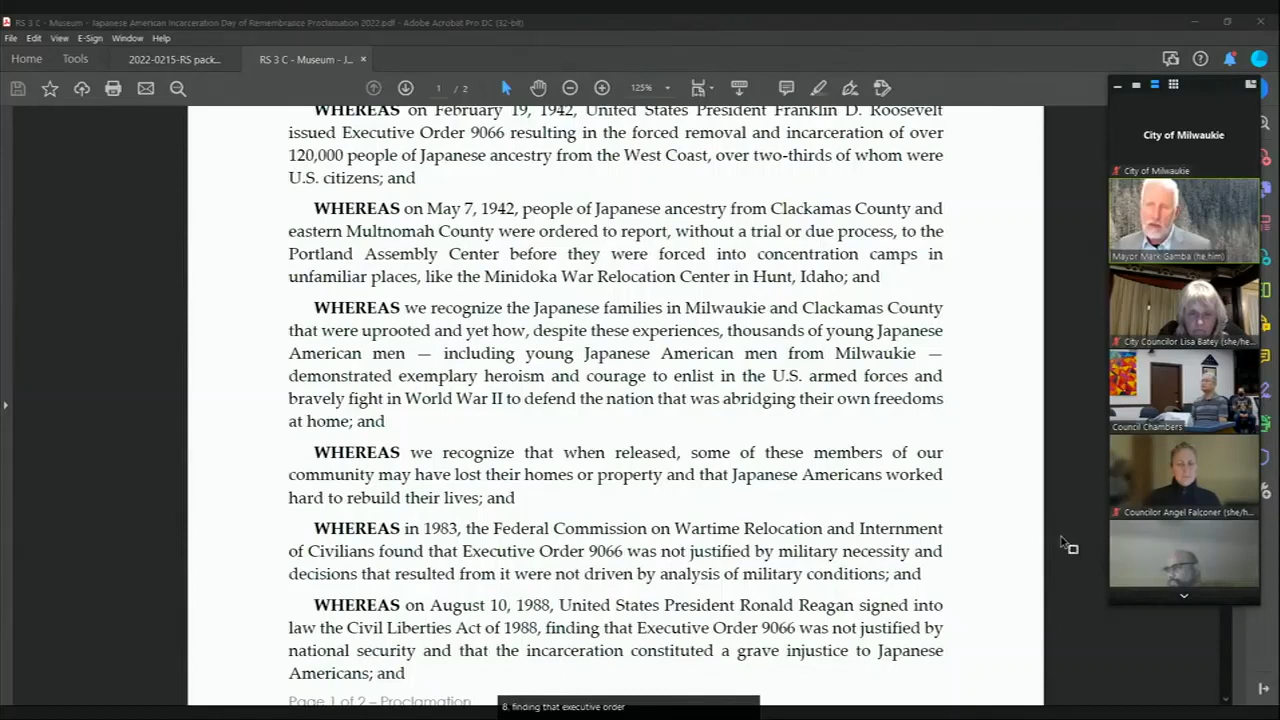 RS 3 C - Museum - Japanese American Incarceration Day of Remembrance Proclamation 2022.pdf - Adobe Acrobat Pro DC (32-bit)
File Edit View E-Sign Window Help
Home Tools 2022-0215-RS pack... RS 3 C - Museum - J... ×
1 / 2 125%
WHEREAS on February 19, 1942, United States President Franklin D. Roosevelt
issued Executive Order 9066 resulting in the forced removal and incarceration of over
120,000 people of Japanese ancestry from the West Coast, over two-thirds of whom were
U.S. citizens; and
WHEREAS on May 7, 1942, people of Japanese ancestry from Clackamas County and
eastern Multnomah County were ordered to report, without a trial or due process, to the
Portland Assembly Center before they were forced into concentration camps in
unfamiliar places, like the Minidoka War Relocation Center in Hunt, Idaho; and
WHEREAS we recognize the Japanese families in Milwaukie and Clackamas County
that were uprooted and yet how, despite these experiences, thousands of young Japanese
American men — including young Japanese American men from Milwaukie —
demonstrated exemplary heroism and courage to enlist in the U.S. armed forces and
bravely fight in World War II to defend the nation that was abridging their own freedoms
at home; and
WHEREAS we recognize that when released, some of these members of our
community may have lost their homes or property and that Japanese Americans worked
hard to rebuild their lives; and
WHEREAS in 1983, the Federal Commission on Wartime Relocation and Internment
of Civilians found that Executive Order 9066 was not justified by military necessity and
decisions that resulted from it were not driven by analysis of military conditions; and
WHEREAS on August 10, 1988, United States President Ronald Reagan signed into
law the Civil Liberties Act of 1988, finding that Executive Order 9066 was not justified by
national security and that the incarceration constituted a grave injustice to Japanese
Americans; and
Page 1 of 2 – Proclamation
8. finding that executive order
City of Milwaukie
City of Milwaukie
Mayor Mark Gamba (he,him)
City Councilor Lisa Batey (she/he...
Council Chambers
Councilor Angel Falconer (she/h...